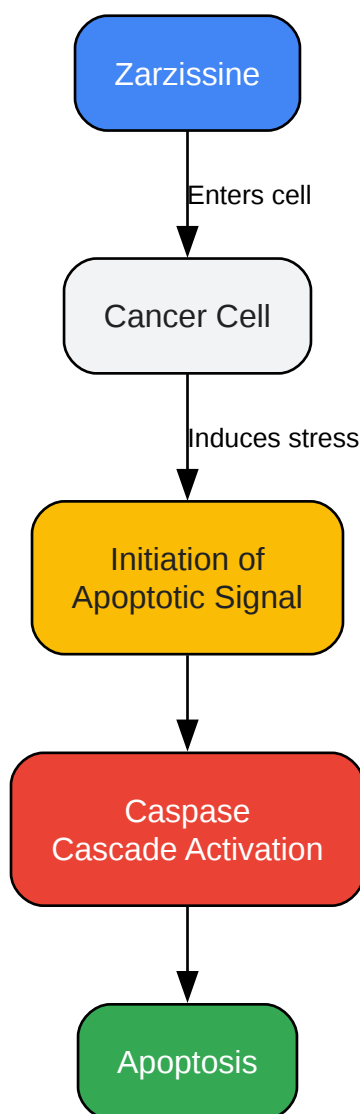 Zarzissine
Enters cell
Cancer Cell
Induces stress
Initiation of
Apoptotic Signal
Caspase
Cascade Activation
Apoptosis